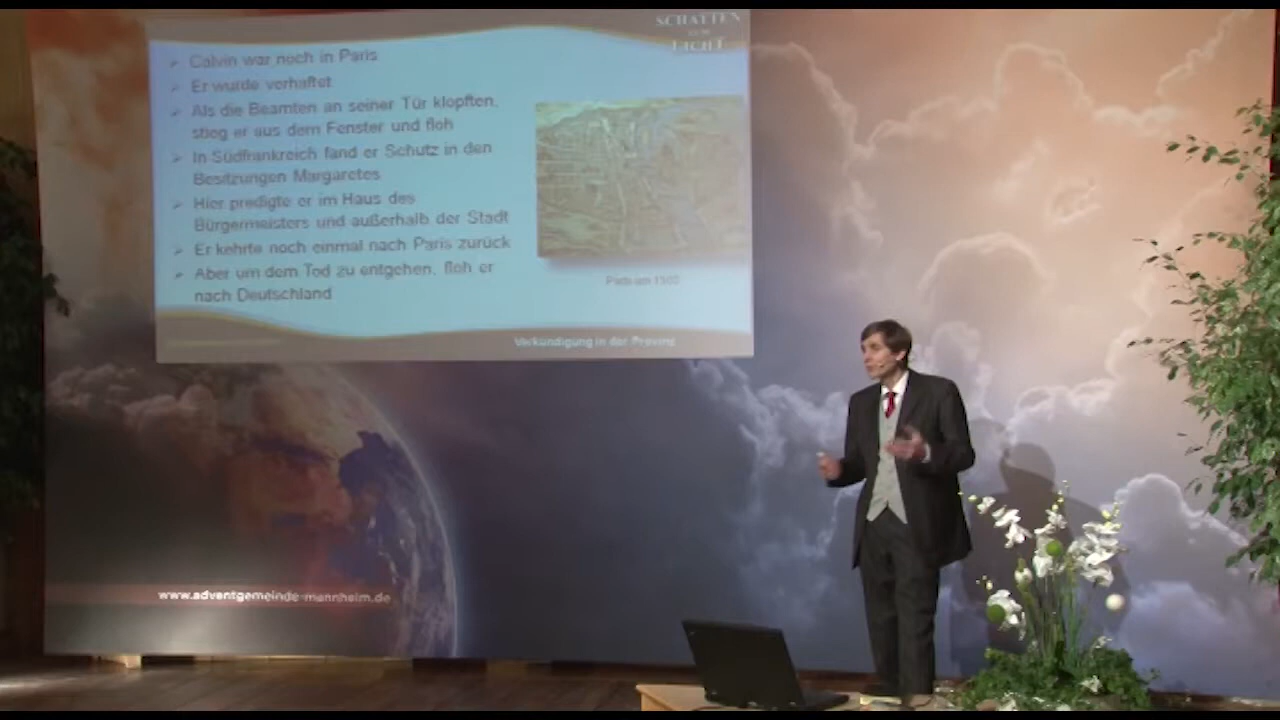 SCHATTEN
ZUM
LICHT
Calvin war noch in Paris
Er wurde verhaftet
Als die Beamten an seiner Tür klopften,
stieg er aus dem Fenster und floh
In Südfrankreich fand er Schutz in den
Besitzungen Margaretes
Hier predigte er im Haus des
Bürgermeisters und außerhalb der Stadt
Er kehrte noch einmal nach Paris zurück
Aber um dem Tod zu entgehen, floh er
nach Deutschland
Paris um
Verkündigung in der Provinz
www.adventgemeinde-mannheim.de